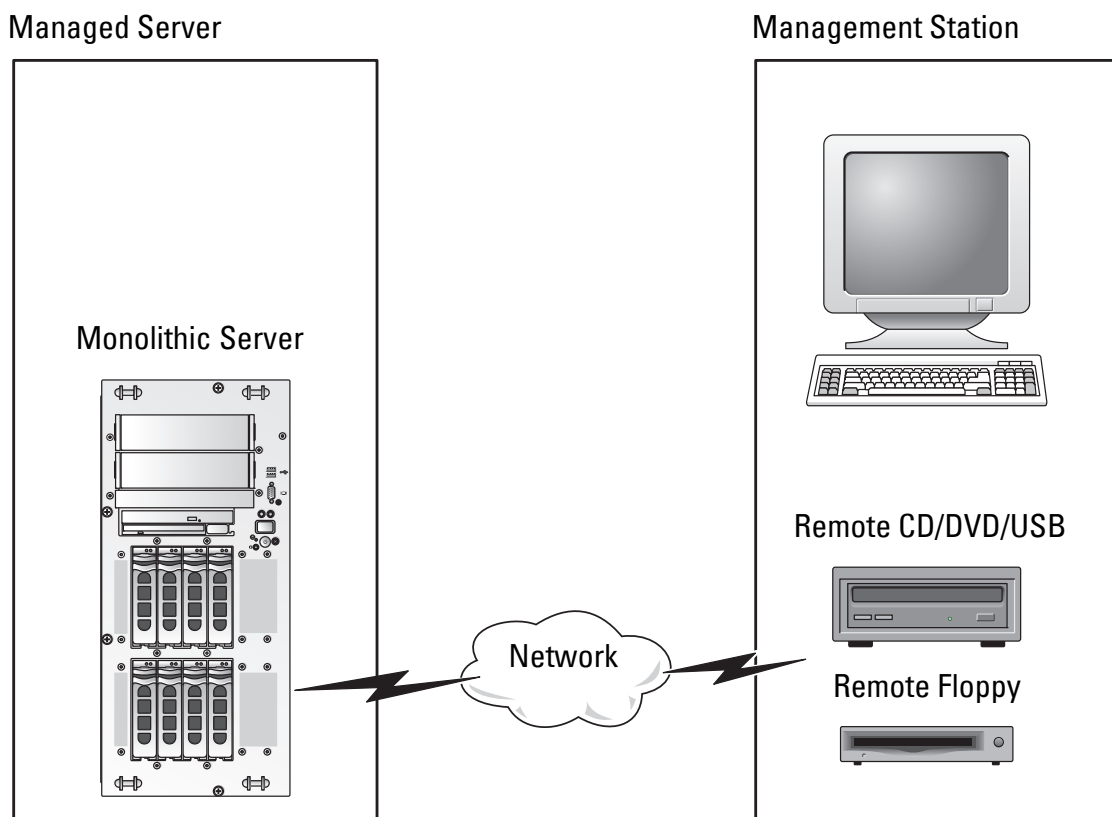 Managed Server
Management Station
Monolithic Server
Remote CD/DVD/USB
Network
Remote Floppy